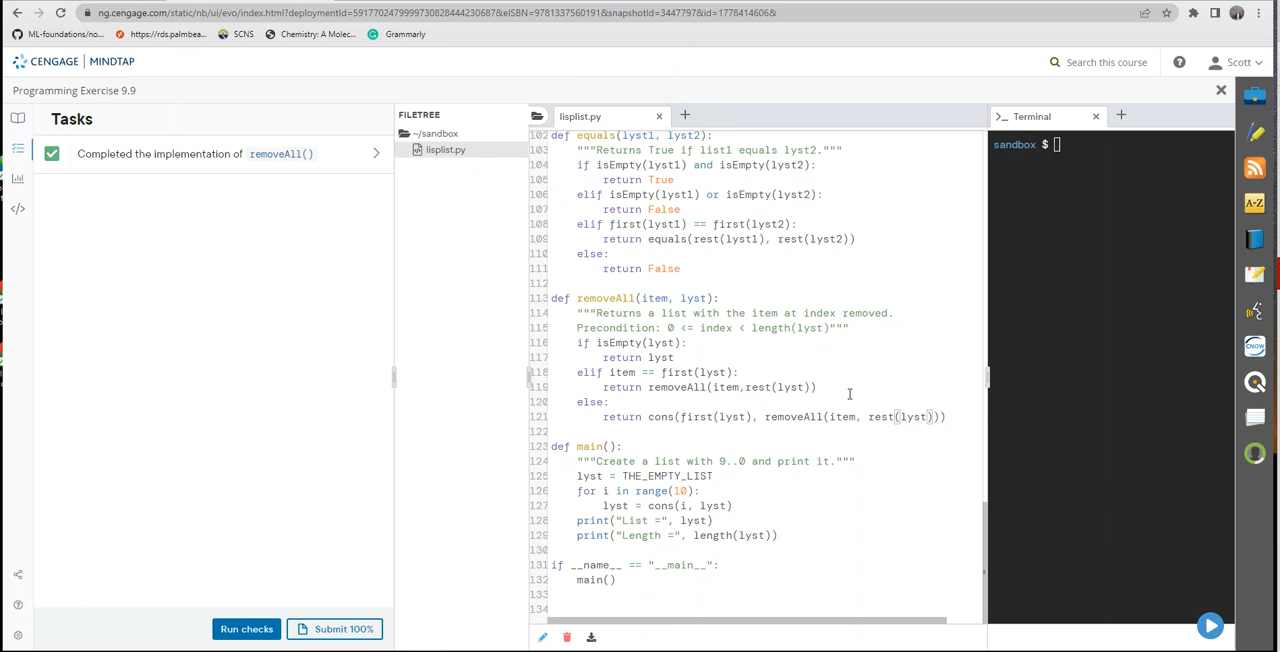 ng.cengage.com/static/nb/ui/evo/index.html?deploymentId=5917702479999730828444230687&eISBN=9781337560191&snapshotId=3447797&id=1778414606&
ML-foundations/no...
https://rds.palmbea...
SCNS
Chemistry: A Molec...
Grammarly
CENGAGE | MINDTAP
Search this course
Scott
Programming Exercise 9.9
Tasks
Completed the implementation of removeAll()
Run checks
Submit 100%
FILETREE
~/sandbox
lisplist.py
lisplist.py
102 def equals(lyst1, lyst2):
103 """Returns True if list1 equals lyst2."""
104 if isEmpty(lyst1) and isEmpty(lyst2):
105 return True
106 elif isEmpty(lyst1) or isEmpty(lyst2):
107 return False
108 elif first(lyst1) == first(lyst2):
109 return equals(rest(lyst1), rest(lyst2))
110 else:
111 return False
112
113 def removeAll(item, lyst):
114 """Returns a list with the item at index removed.
115 Precondition: 0 <= index < length(lyst)"""
116 if isEmpty(lyst):
117 return lyst
118 elif item == first(lyst):
119 return removeAll(item,rest(lyst))
120 else:
121 return cons(first(lyst), removeAll(item, rest(lyst)))
122
123 def main():
124 """Create a list with 9..0 and print it."""
125 lyst = THE_EMPTY_LIST
126 for i in range(10):
127 lyst = cons(i, lyst)
128 print("List =", lyst)
129 print("Length =", length(lyst))
130
131 if __name__ == "__main__":
132 main()
133
134
Terminal
sandbox $
A-Z
CNOW